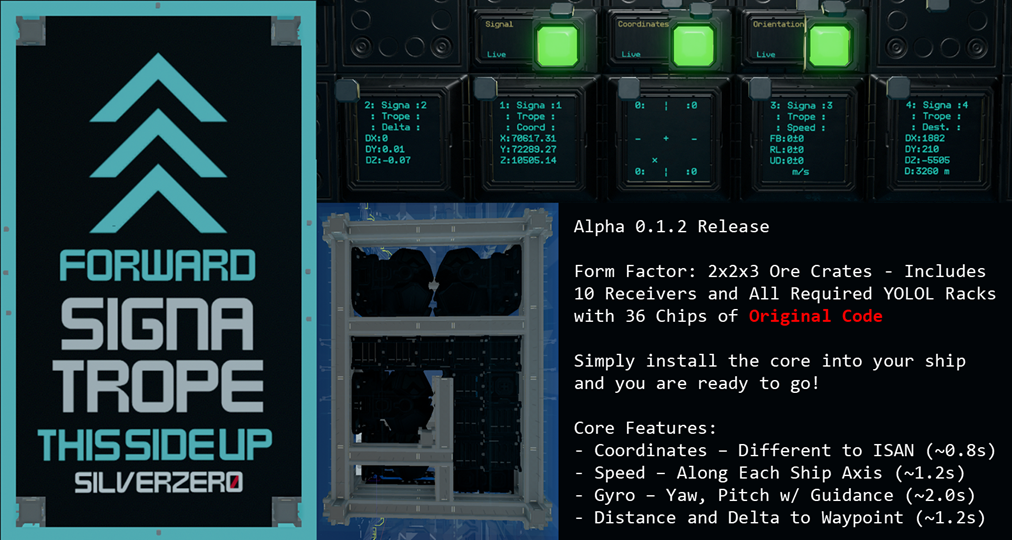 FORWARD
SIGNA
TROPE
THIS SIDE UP
SILVERZERO
Signal
Live
Coordinates
Live
Orientation
Live
2: Signa :2
: Trope :
: Delta :
DX:0
DY:0.01
DZ:-0.07
1: Signa :1
: Trope :
: Coord :
X:70617.31
Y:72289.27
Z:10505.14
0: ¦ :0
- + -
×
0: ¦ :0
3: Signa :3
: Trope :
: Speed :
FB:0±0
RL:0±0
UD:0±0
m/s
4: Signa :4
: Trope :
: Dest. :
DX:1882
DY:210
DZ:-5505
D:3260 m
Alpha 0.1.2 Release
Form Factor: 2x2x3 Ore Crates - Includes
10 Receivers and All Required YOLOL Racks
with 36 Chips of Original Code
Simply install the core into your ship
and you are ready to go!
Core Features:
- Coordinates – Different to ISAN (~0.8s)
- Speed – Along Each Ship Axis (~1.2s)
- Gyro – Yaw, Pitch w/ Guidance (~2.0s)
- Distance and Delta to Waypoint (~1.2s)